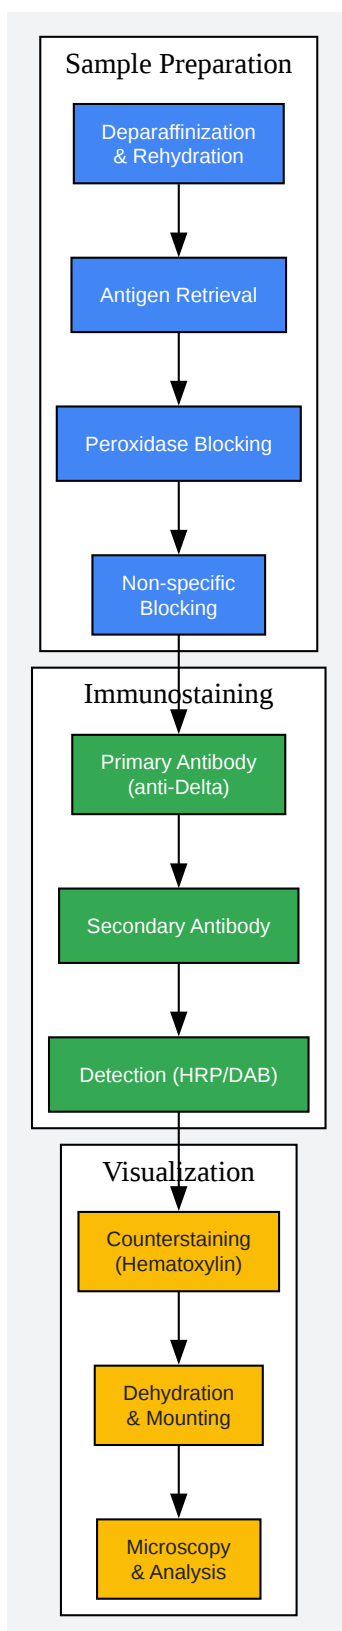 Sample Preparation
Deparaffinization
& Rehydration
Antigen Retrieval
Peroxidase Blocking
Non-specific
Blocking
Immunostaining
Primary Antibody
(anti-Delta)
Secondary Antibody
Detection (HRP/DAB)
Visualization
Counterstaining
(Hematoxylin)
Dehydration
& Mounting
Microscopy
& Analysis